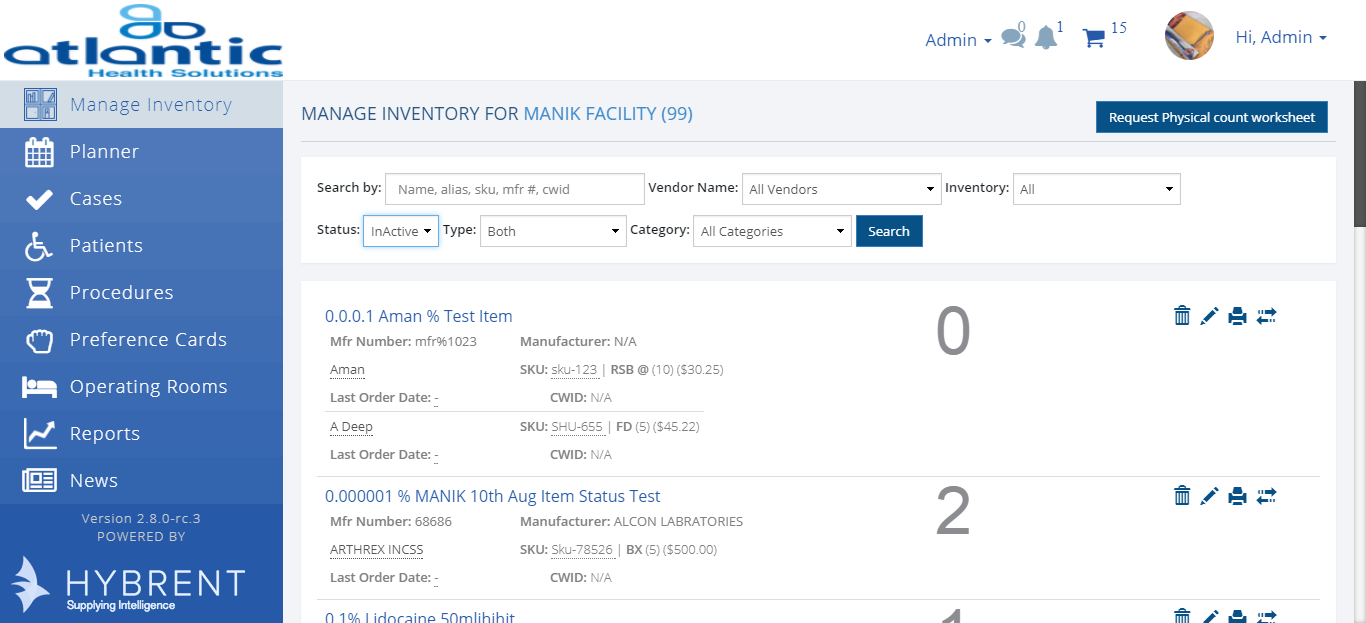 atlantic
Health Solutions
Admin
0
1
15
Hi, Admin
Manage Inventory
Planner
Cases
Patients
Procedures
Preference Cards
Operating Rooms
Reports
News
Version 2.8.0-rc.3
POWERED BY
HYBRENT
Supplying Intelligence
MANAGE INVENTORY FOR MANIK FACILITY (99)
Request Physical count worksheet
Search by: Name, alias, sku, mfr #, cwid Vendor Name: All Vendors Inventory: All
Status: InActive Type: Both Category: All Categories Search
0.0.0.1 Aman % Test Item
0
Mfr Number: mfr%1023 Manufacturer: N/A
Aman SKU: sku-123 | RSB @ (10) ($30.25)
Last Order Date: - CWID: N/A
A Deep SKU: SHU-655 | FD (5) ($45.22)
Last Order Date: - CWID: N/A
0.000001 % MANIK 10th Aug Item Status Test
2
Mfr Number: 68686 Manufacturer: ALCON LABRATORIES
ARTHREX INCSS SKU: Sku-78526 | BX (5) ($500.00)
Last Order Date: - CWID: N/A
0.1% Lidocaine 50mlihihit
1